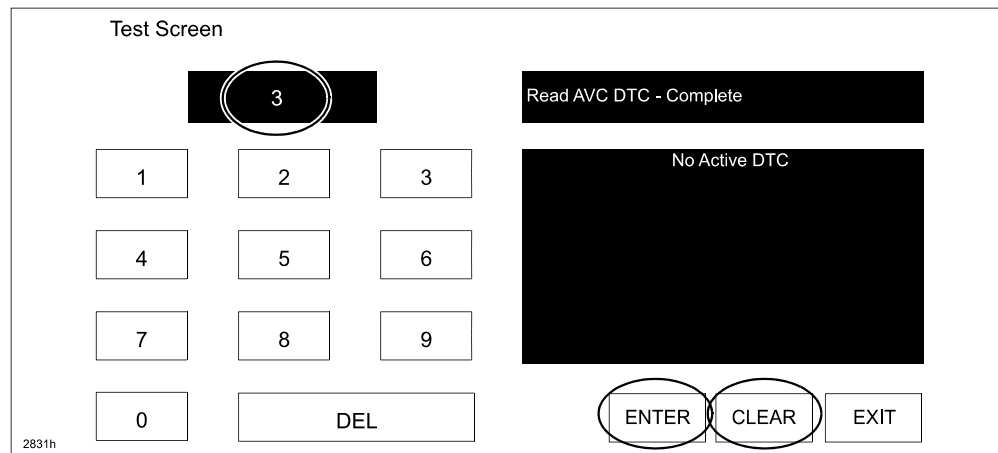 Test Screen
3
Read AVC DTC - Complete
1 2 3
No Active DTC
4 5 6
7 8 9
0 DEL
ENTER CLEAR EXIT
2831h